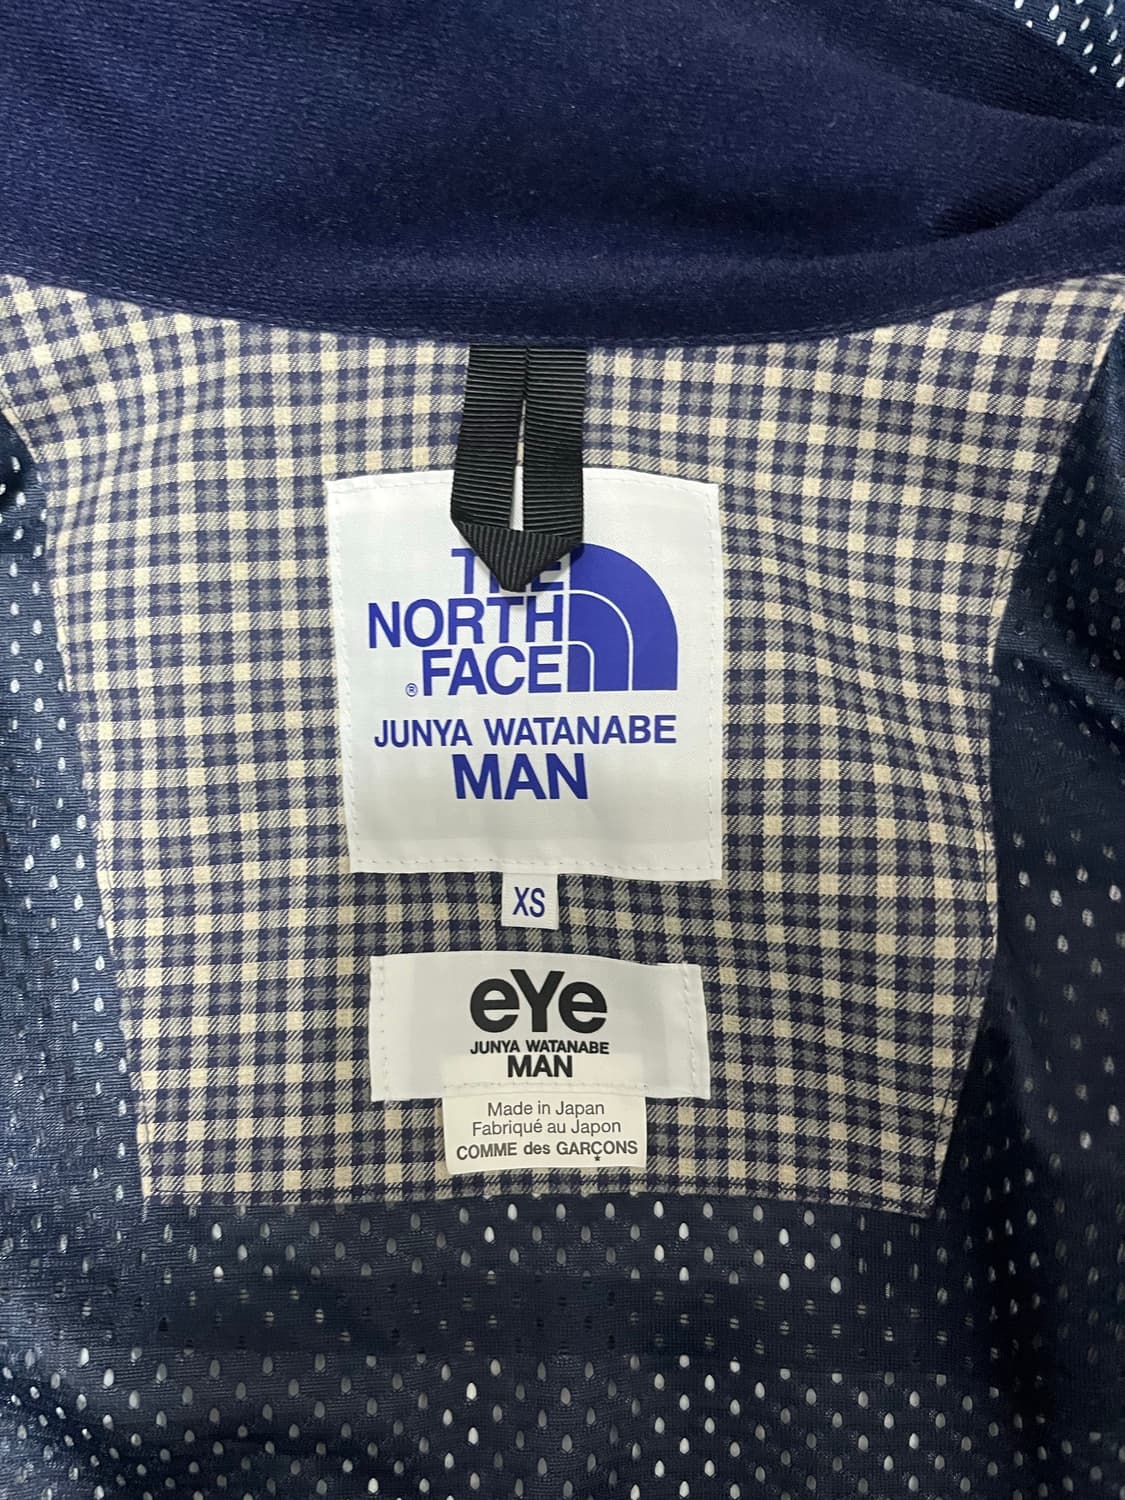 THE
NORTH
® FACE
JUNYA WATANABE
MAN
XS
eYe
JUNYA WATANABE
MAN
Made in Japan
Fabriqué au Japon
COMME des GARÇONS